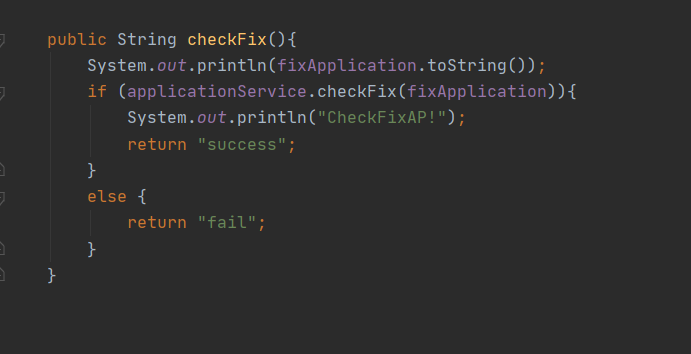 public String checkFix(){
System.out.println(fixApplication.toString());
if (applicationService.checkFix(fixApplication)){
System.out.println("CheckFixAP!");
return "success";
}
else {
return "fail";
}
}